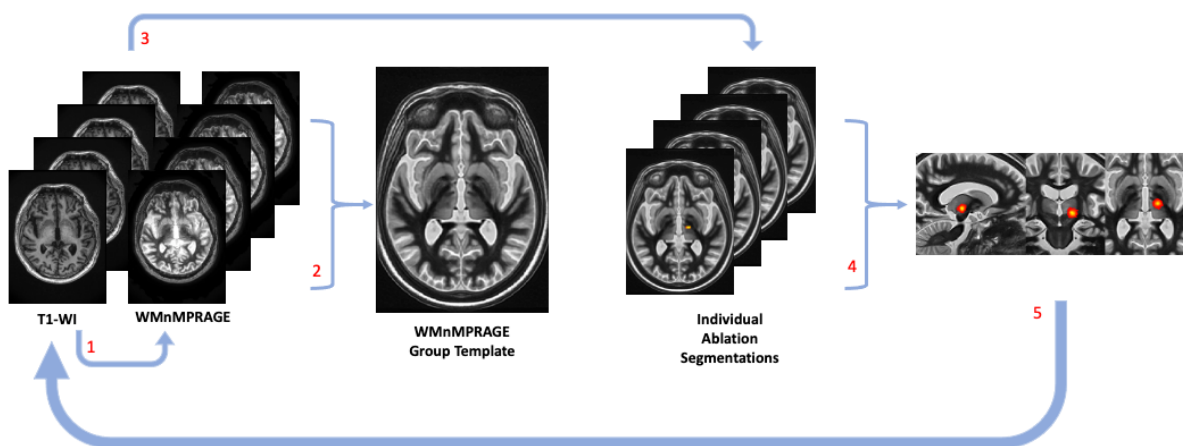 3
2
4
T1-WI
WMnMPRAGE
1
WMnMPRAGE
Group Template
Individual
Ablation
Segmentations
5